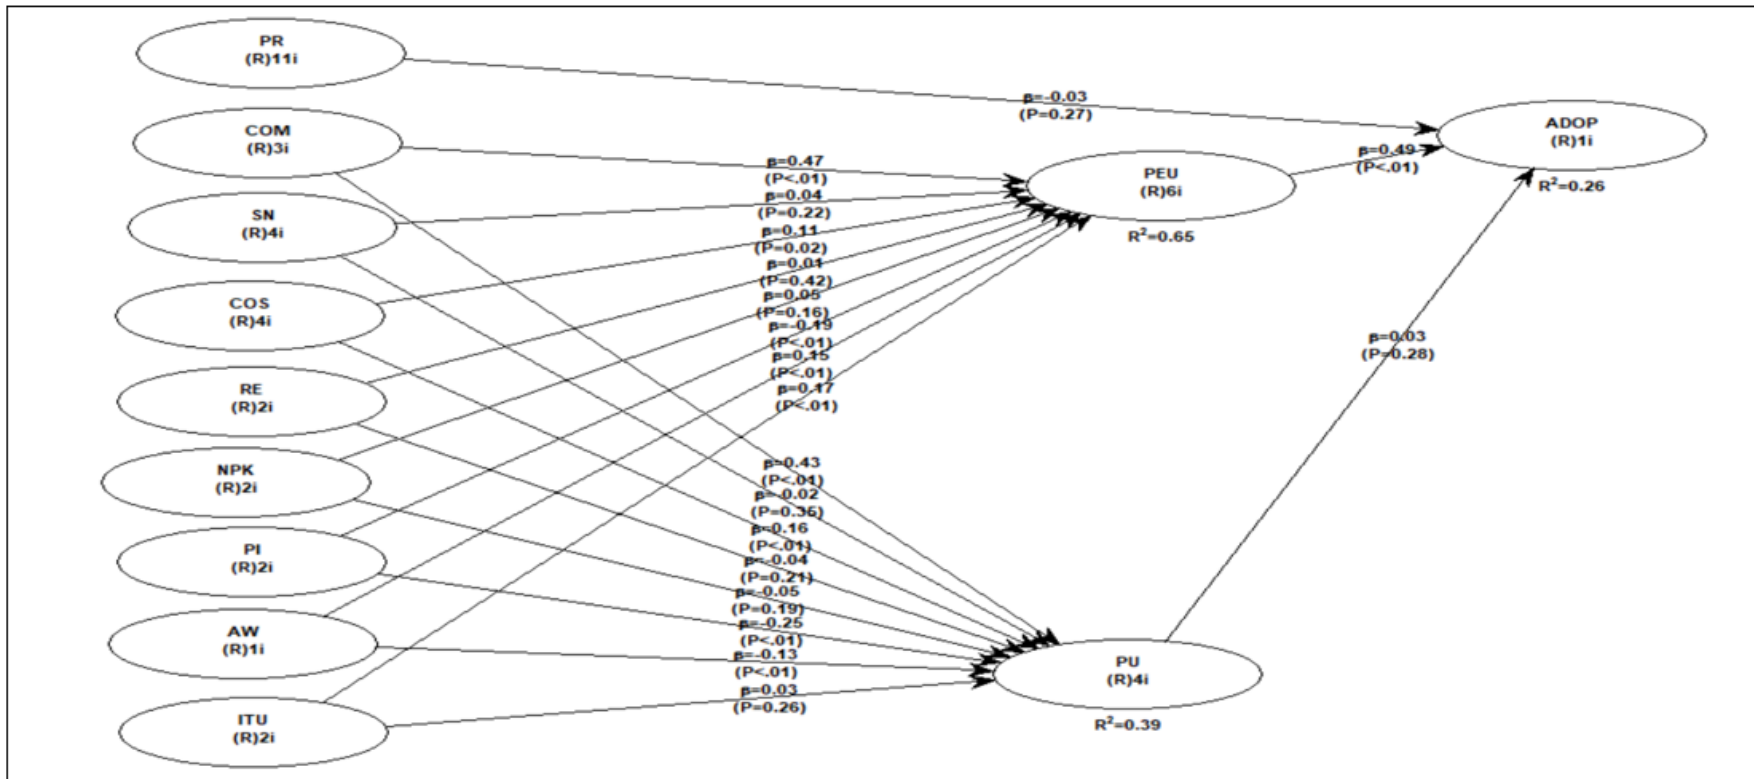 PR
(R)11i
COM
(R)3i
SN
(R)4i
COS
(R)4i
RE
(R)2i
NPK
(R)2i
PI
(R)2i
AW
(R)1i
ITU
(R)2i
β=-0.03
(P=0.27)
β=0.47
(P<.01)
β=0.04
(P=0.22)
β=0.11
(P=0.02)
β=0.01
(P=0.42)
β=0.05
(P=0.16)
β=-0.19
(P<.01)
β=0.15
(P<.01)
β=0.17
(P<.01)
β=0.43
(P<.01)
β=-0.02
(P=0.35)
β=0.16
(P<.01)
β=-0.04
(P=0.21)
β=-0.05
(P=0.19)
β=-0.25
(P<.01)
β=-0.13
(P<.01)
β=0.03
(P=0.26)
PEU
(R)6i
R²=0.65
PU
(R)4i
R²=0.39
β=0.49
(P<.01)
β=0.03
(P=0.28)
ADOP
(R)1i
R²=0.26